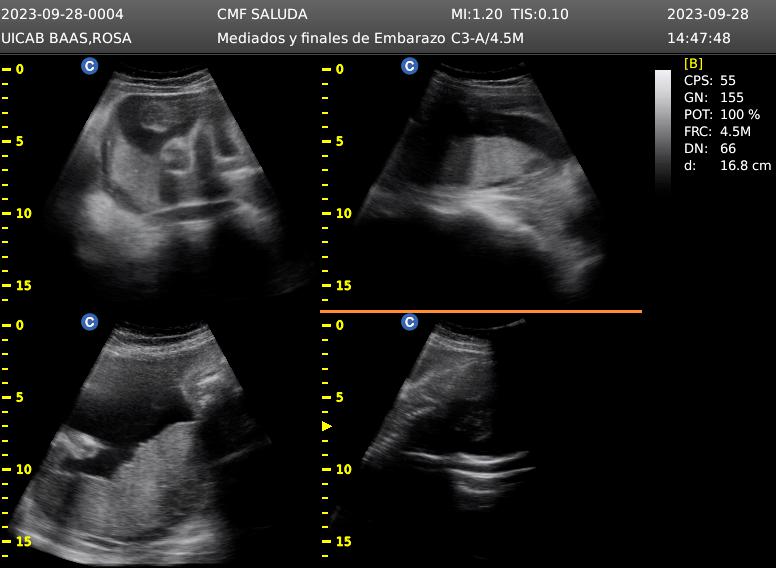 2023-09-28-0004 CMF SALUDA MI:1.20 TIS:0.10 2023-09-28
UICAB BAAS,ROSA Mediados y finales de Embarazo C3-A/4.5M 14:47:48
C
C
[B]
CPS: 55
GN: 155
POT: 100 %
FRC: 4.5M
DN: 66
d: 16.8 cm
0
5
10
15
0
5
10
15
C
C
0
5
10
15
0
5
10
15